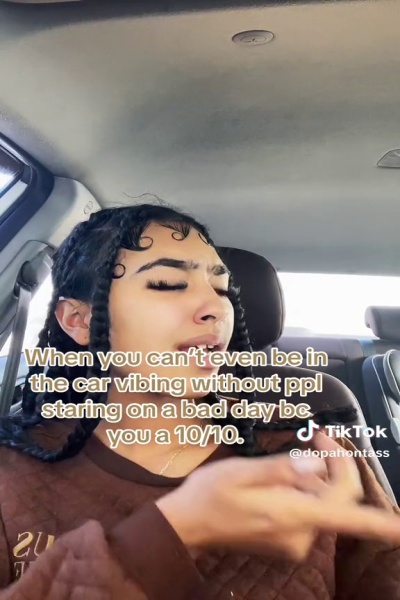 When you can't even be in
the car vibing without ppl
staring on a bad day bc
you a 10/10.
TikTok
@dopahontass